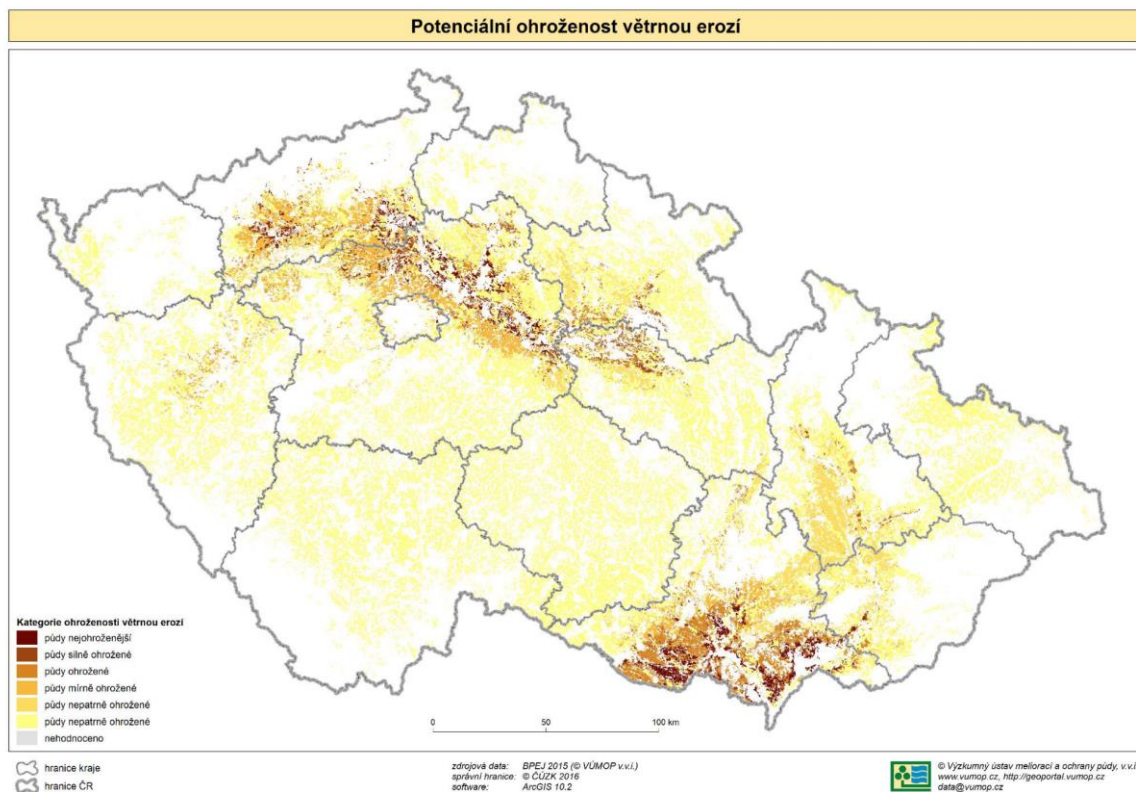 Potenciální ohroženost větrnou erozí
Kategorie ohroženosti větrnou erozí
půdy nejohroženější
půdy silně ohrožené
půdy ohrožené
půdy mírně ohrožené
půdy nepatrně ohrožené
půdy nepatrně ohrožené
nehodnoceno
0 50 100 km
hranice kraje
hranice ČR
zdrojová data: BPEJ 2015 (© VÚMOP v.v.i.)
správní hranice: © ČÚZK 2016
software: ArcGIS 10.2
© Výzkumný ústav meliorací a ochrany půdy, v.v.i
www.vumop.cz, http://geoportal.vumop.cz
data@vumop.cz